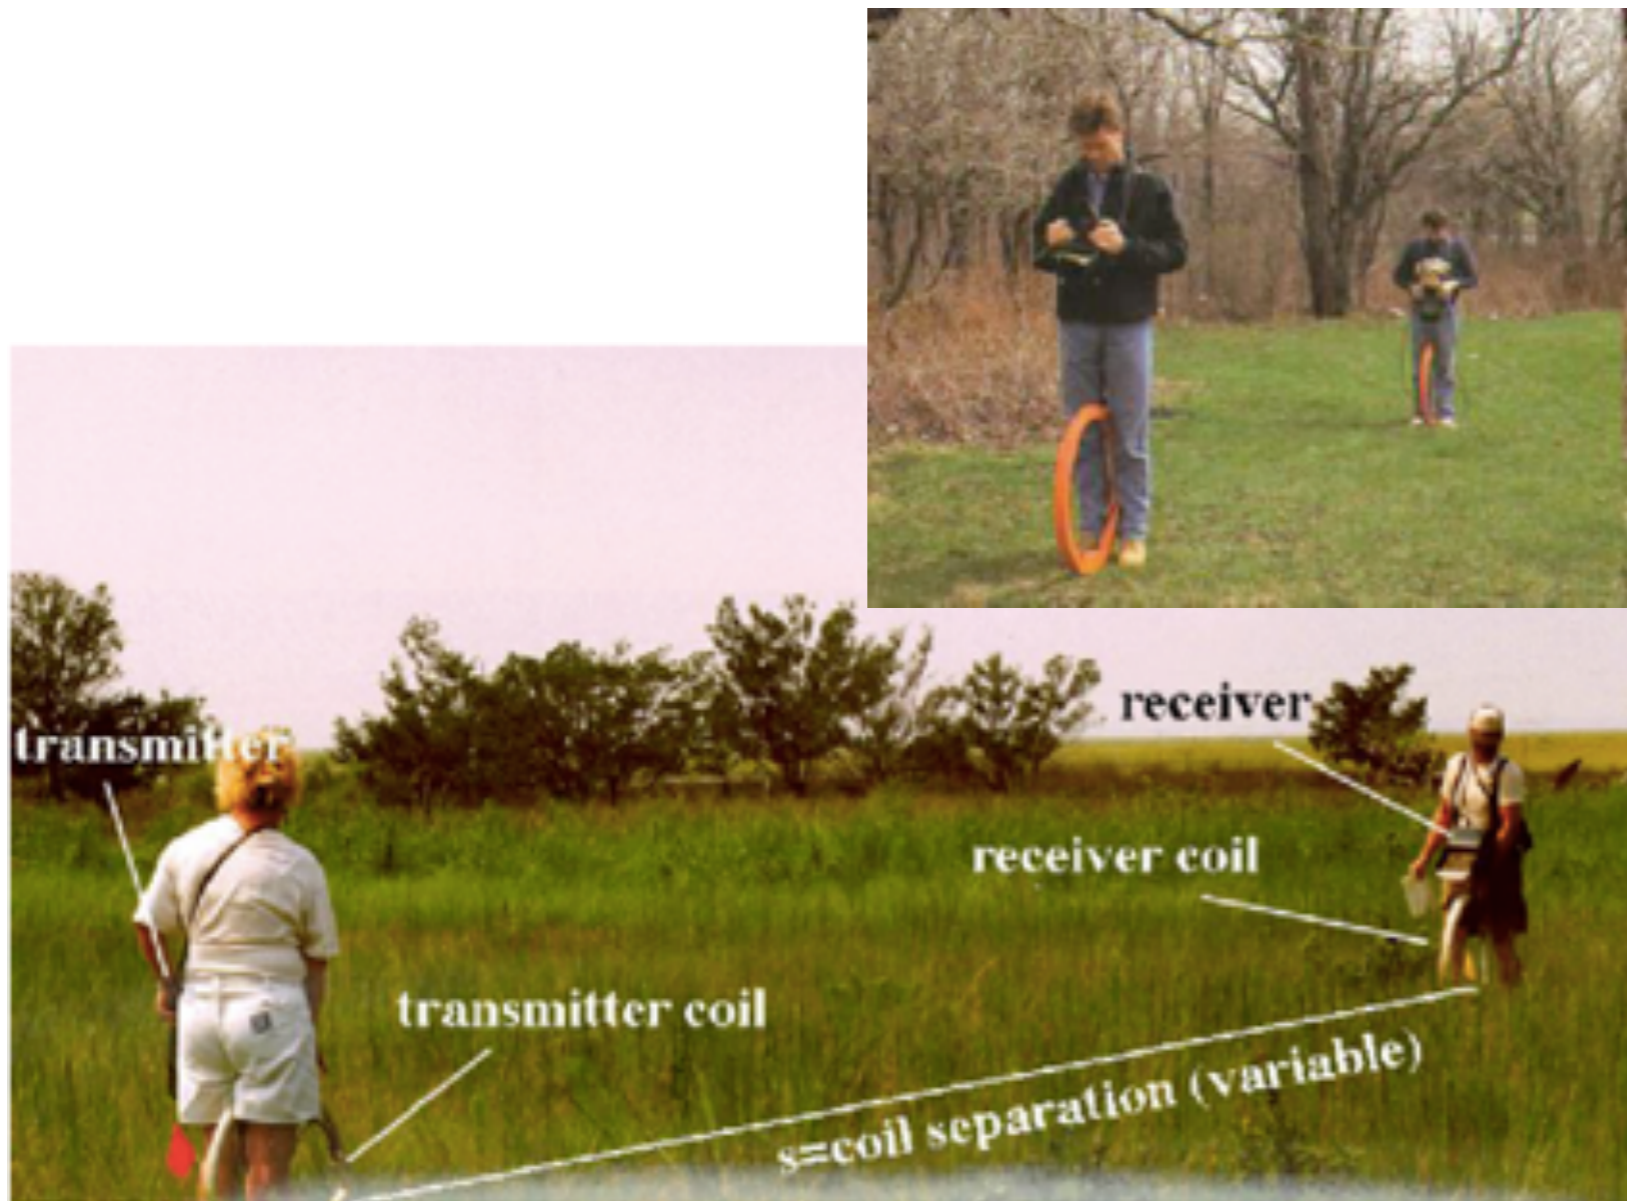 receiver
transmitter
receiver coil
transmitter coil
s=coil separation (variable)